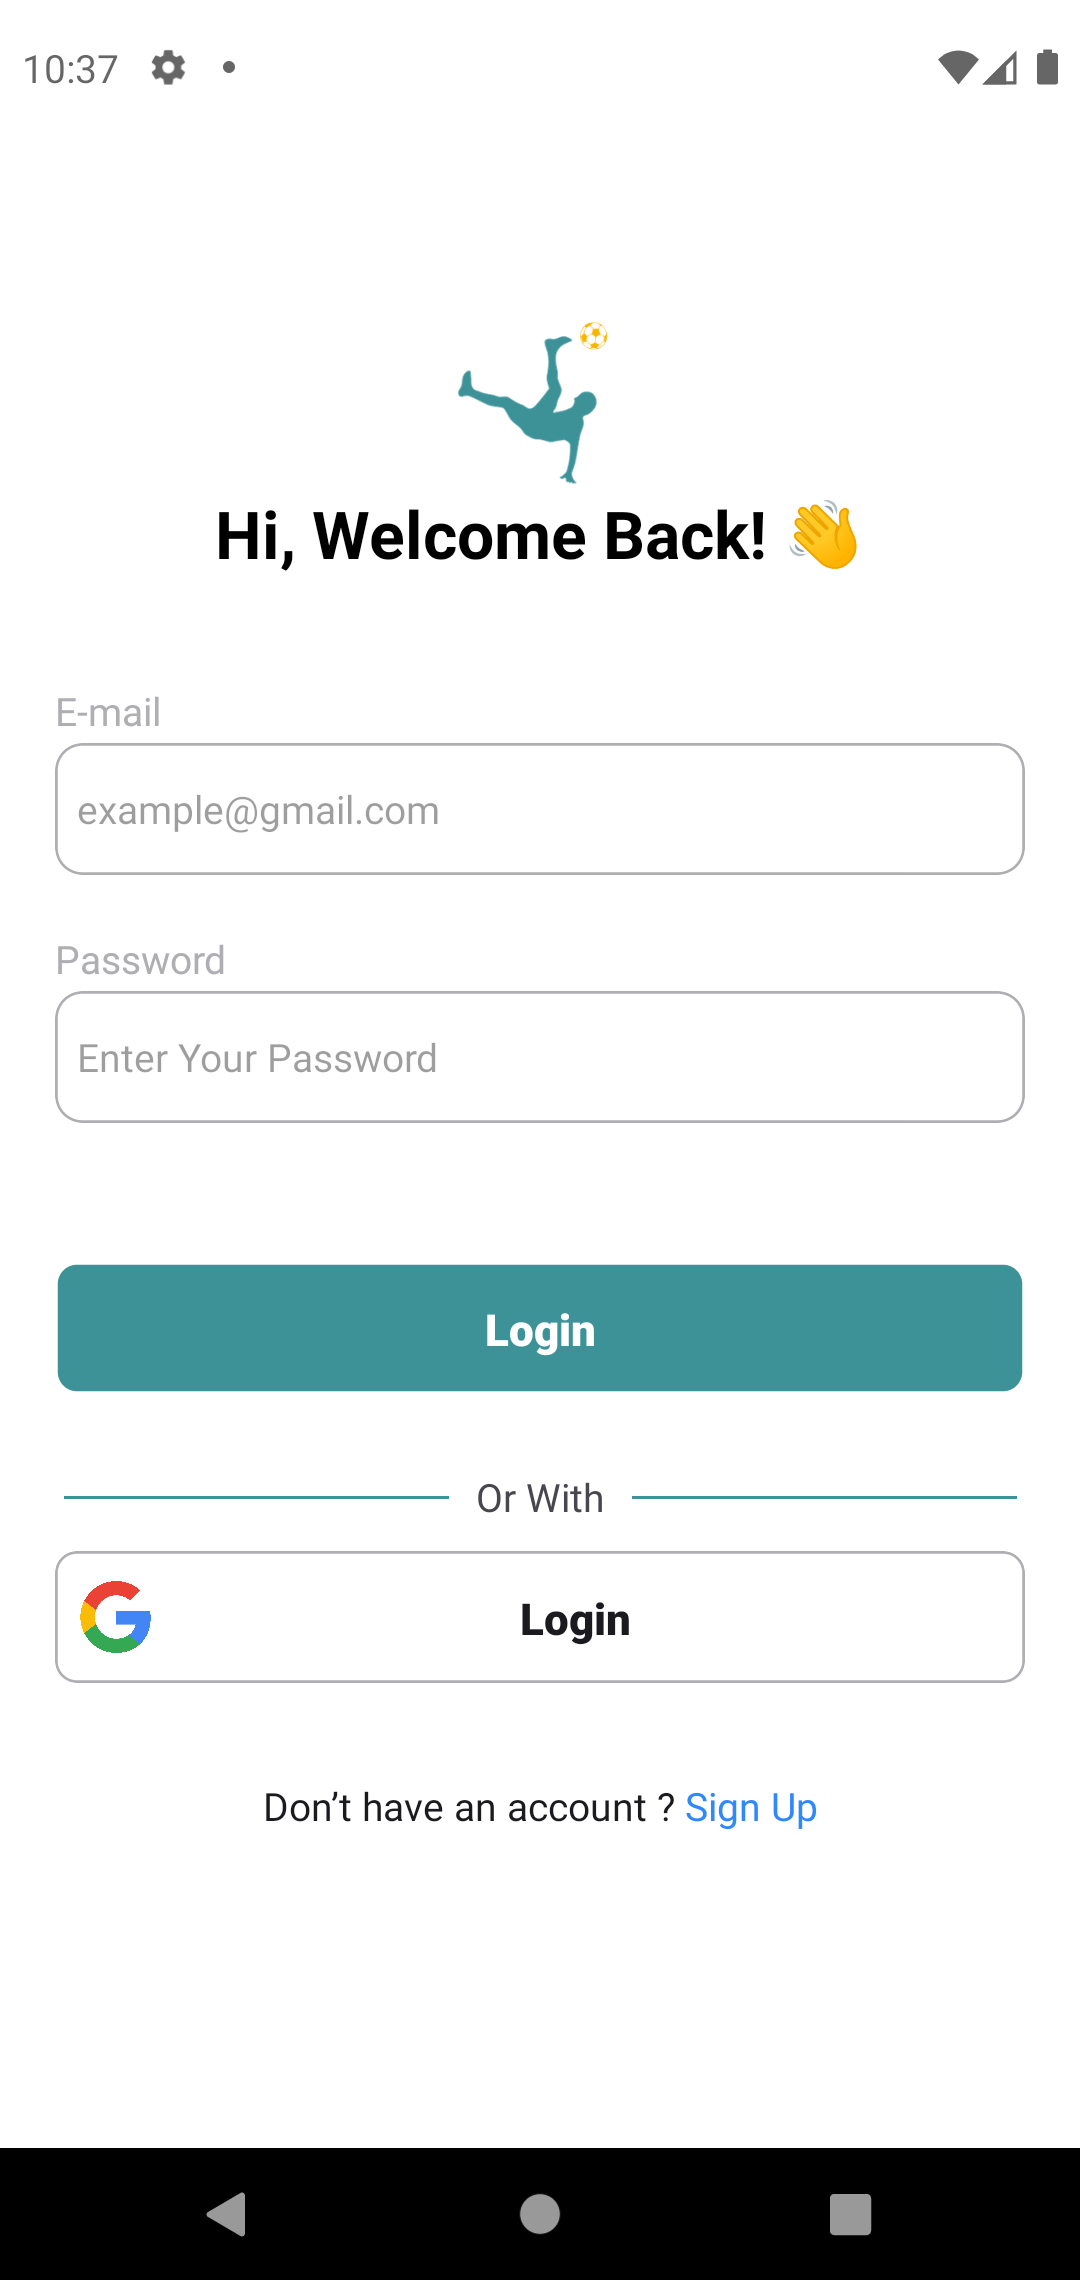 10:37
Hi, Welcome Back! 👋
E-mail
example@gmail.com
Password
Enter Your Password
Login
Or With
Login
Don’t have an account ? Sign Up